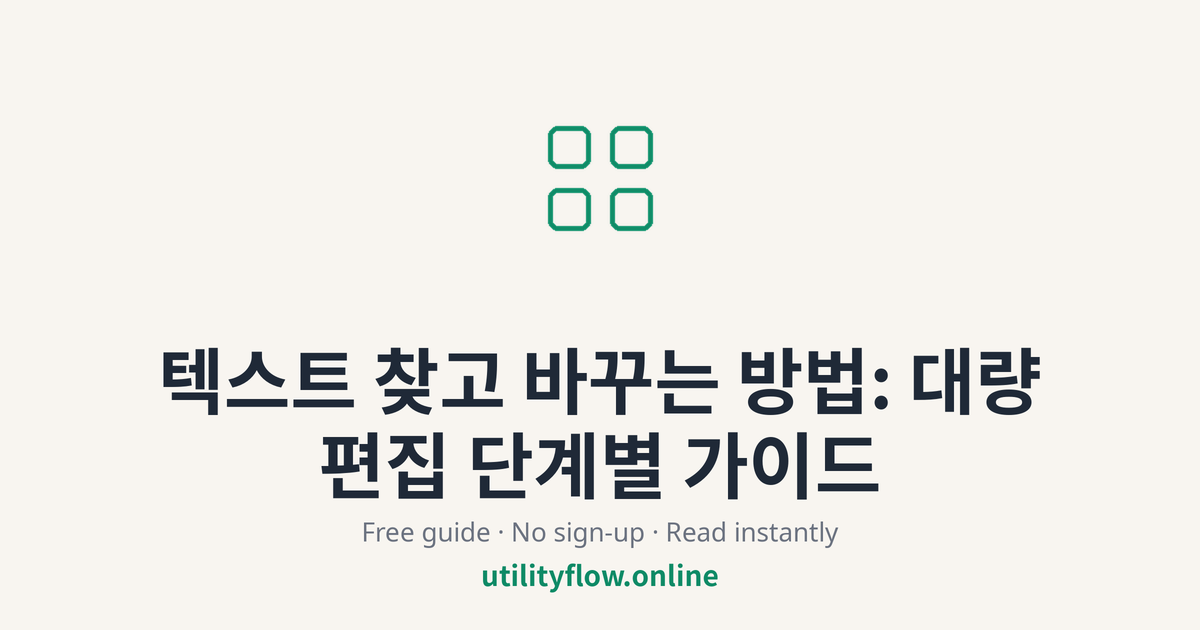 텍스트 찾고 바꾸는 방법: 대량
편집 단계별 가이드
Free guide · No sign-up · Read instantly
utilityflow.online